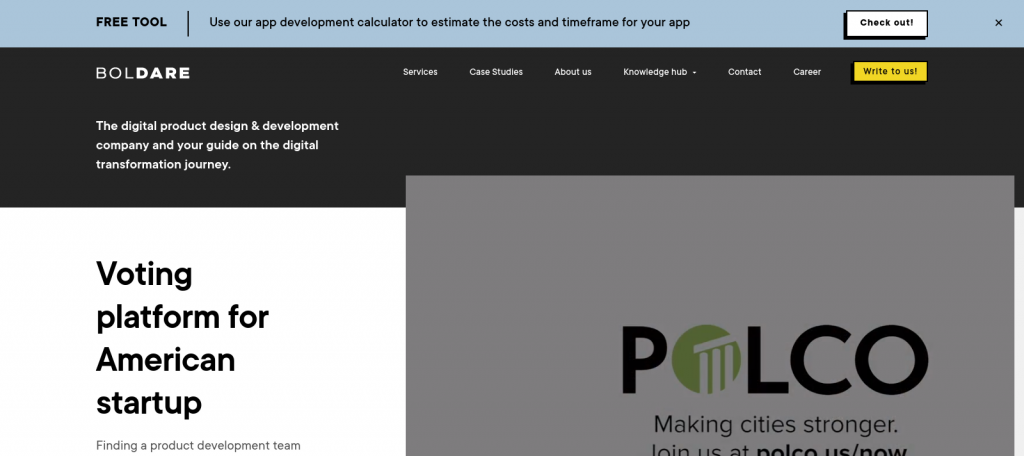 FREE TOOL
Use our app development calculator to estimate the costs and timeframe for your app
Check out!
×
BOLDARE
Services
Case Studies
About us
Knowledge hub
Contact
Career
Write to us!
The digital product design & development
company and your guide on the digital
transformation journey.
Voting
platform for
American
startup
Finding a product development team
POLCO
Making cities stronger.
Join us at polco.us/now